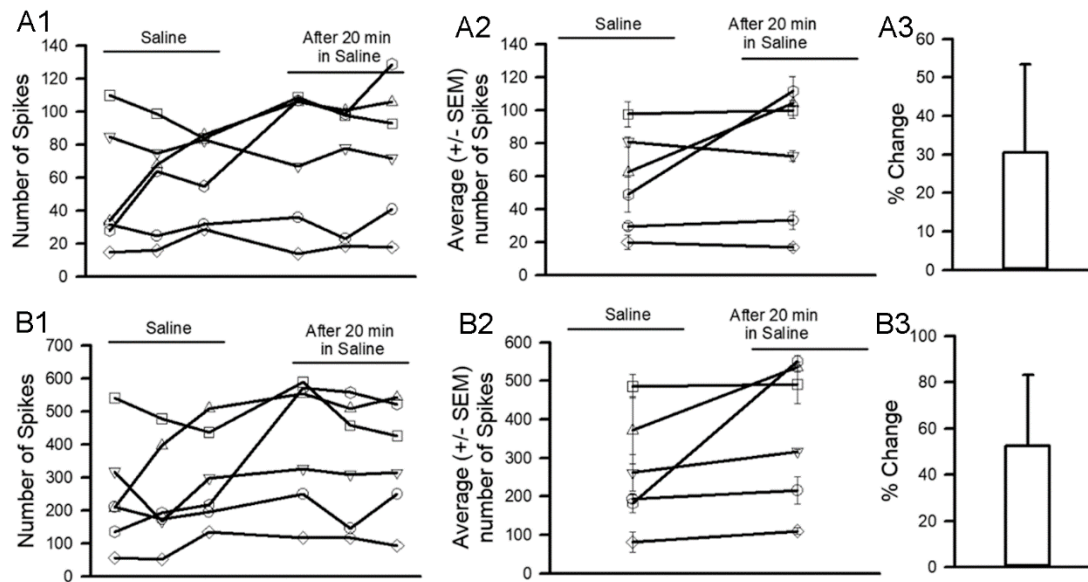 A1
Saline
After 20 min
in Saline
Number of Spikes
140
120
100
80
60
40
20
0
A2
Saline
After 20 min
in Saline
Average (+/- SEM)
number of Spikes
140
120
100
80
60
40
20
0
A3
% Change
60
50
40
30
20
10
0
B1
Saline
After 20 min
in Saline
Number of Spikes
700
600
500
400
300
200
100
0
B2
Saline
After 20 min
in Saline
Average (+/- SEM)
number of Spikes
600
500
400
300
200
100
0
B3
% Change
100
80
60
40
20
0